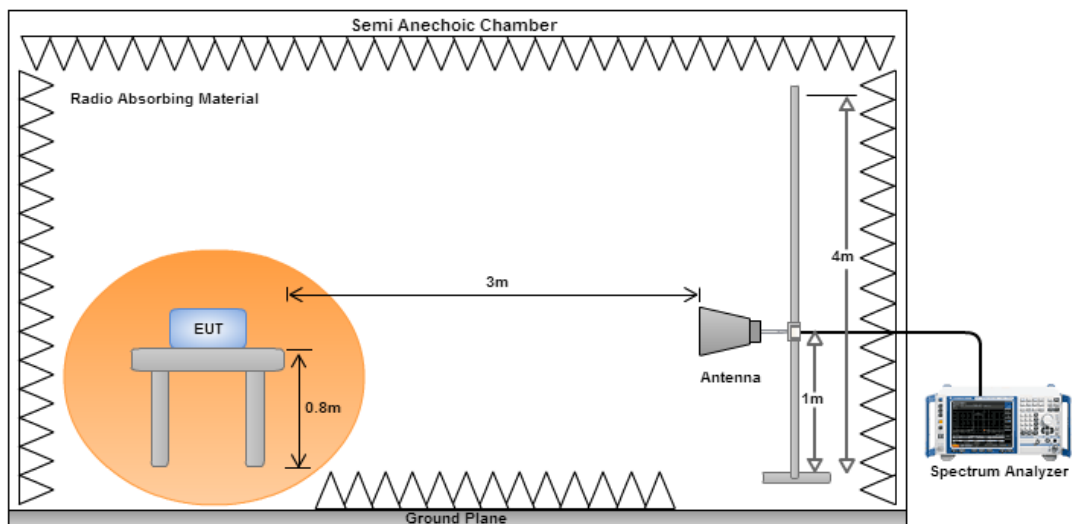 Semi Anechoic Chamber
Radio Absorbing Material
3m
4m
EUT
Antenna
0.8m
1m
Spectrum Analyzer
Ground Plane